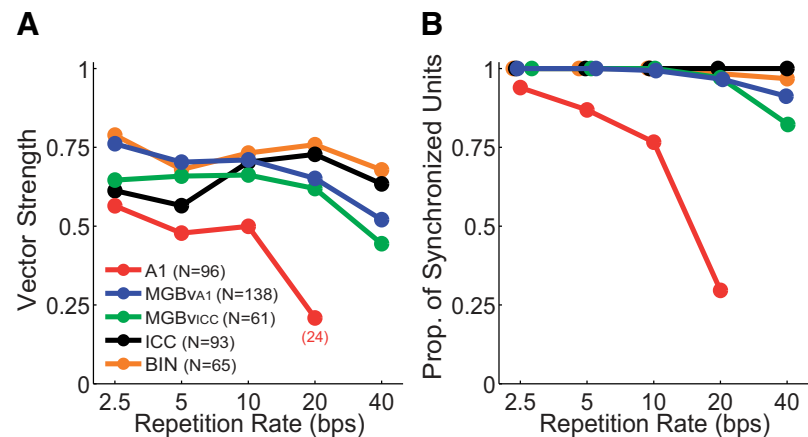 A
Vector Strength
1
0.75
0.5
0.25
0
A1 (N=96)
MGBvA1 (N=138)
MGBvICC (N=61)
ICC (N=93)
BIN (N=65)
(24)
2.5 5 10 20 40
Repetition Rate (bps)
B
Prop. of Synchronized Units
1
0.75
0.5
0.25
0
2.5 5 10 20 40
Repetition Rate (bps)